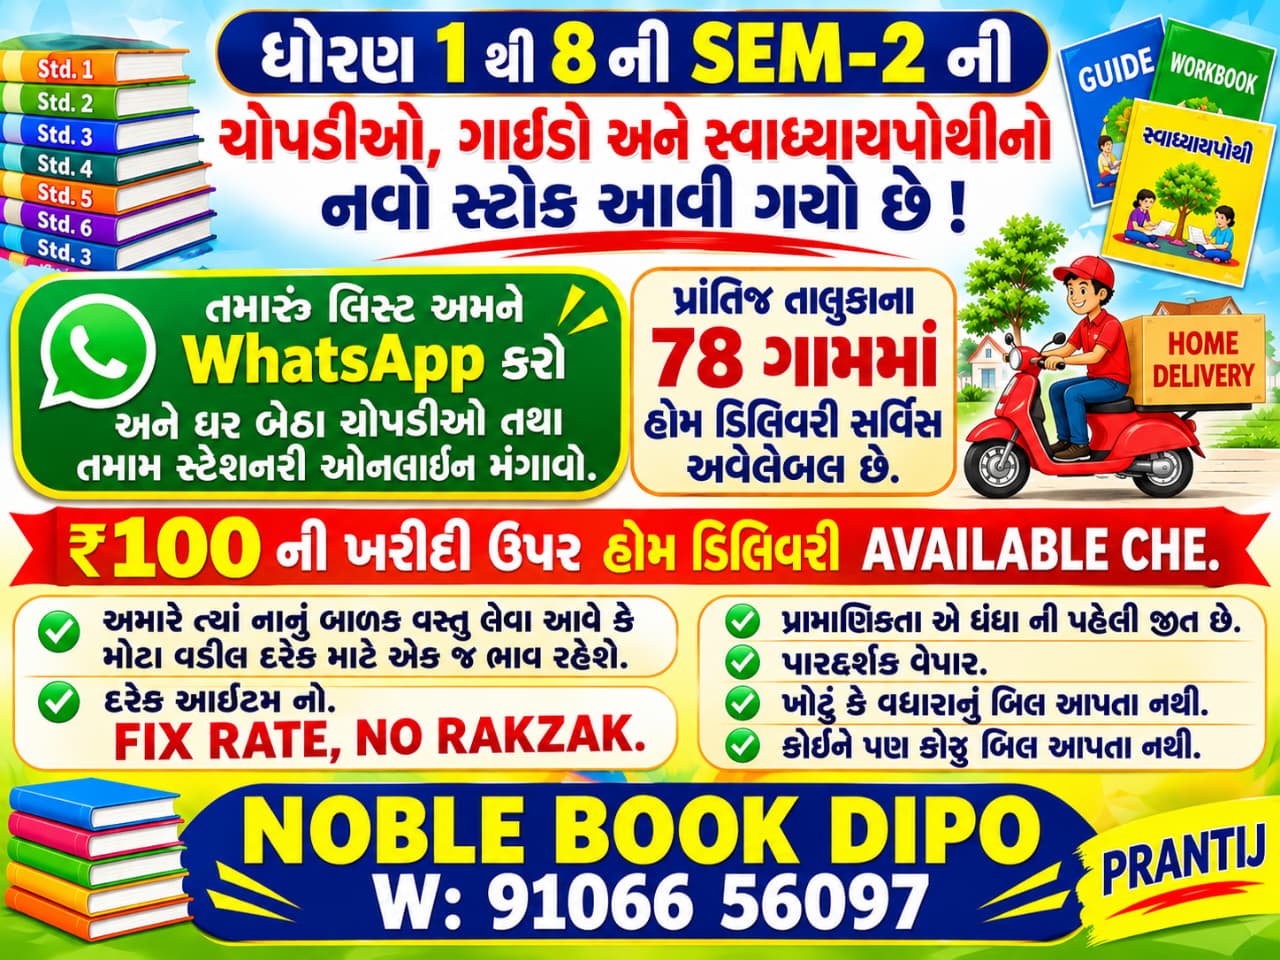 ધોરણ 1 થી 8 ની SEM-2 ની
ચોપડીઓ, ગાઈડો અને સ્વાધ્યાયપોથીનો
નવો સ્ટોક આવી ગયો છે !
Std. 1
Std. 2
Std. 3
Std. 4
Std. 5
Std. 6
Std. 3
GUIDE
WORKBOOK
સ્વાધ્યાયપોથી
તમારું લિસ્ટ અમને
WhatsApp કરો
અને ઘર બેઠા ચોપડીઓ તથા
તમામ સ્ટેશનરી ઓનલાઈન મંગાવો.
પ્રાંતિજ તાલુકાના
78 ગામમાં
હોમ ડિલિવરી સર્વિસ
અવેલેબલ છે.
HOME
DELIVERY
₹100 ની ખરીદી ઉપર હોમ ડિલિવરી AVAILABLE CHE.
અમારે ત્યાં નાનું બાળક વસ્તુ લેવા આવે કે
મોટા વડીલ દરેક માટે એક જ ભાવ રહેશે.
દરેક આઈટમ નો.
FIX RATE, NO RAKZAK.
પ્રામાણિકતા એ ધંધા ની પહેલી જીત છે.
પારદર્શક વેપાર.
ખોટું કે વધારાનું બિલ આપતા નથી.
કોઈને પણ કોરુ બિલ આપતા નથી.
NOBLE BOOK DIPO
W: 91066 56097
PRANTIJ